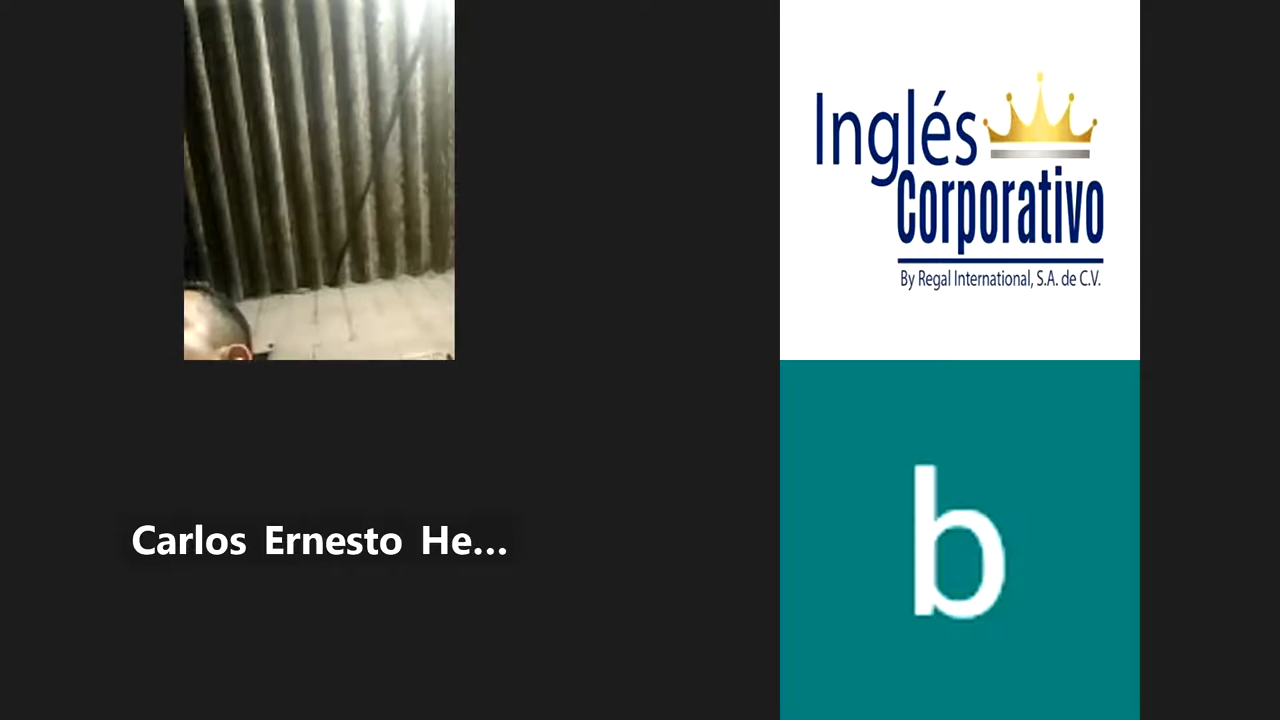 Inglés
Corporativo
By Regal International, S.A. de C.V.
Carlos Ernesto He...
b